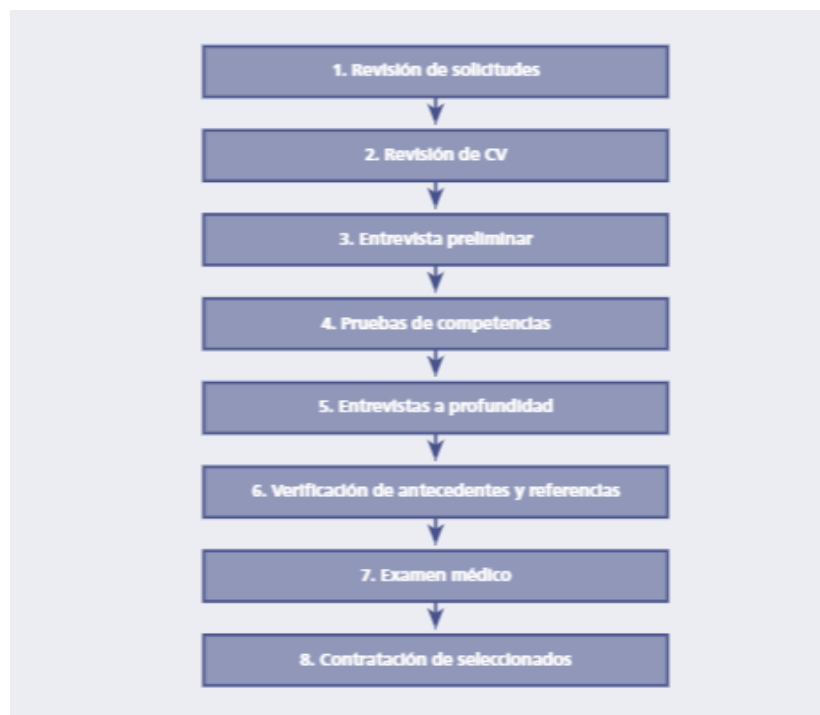 1. Revisión de solicitudes
2. Revisión de CV
3. Entrevista preliminar
4. Pruebas de competencias
5. Entrevistas a profundidad
6. Verificación de antecedentes y referencias
7. Examen médico
8. Contratación de seleccionados